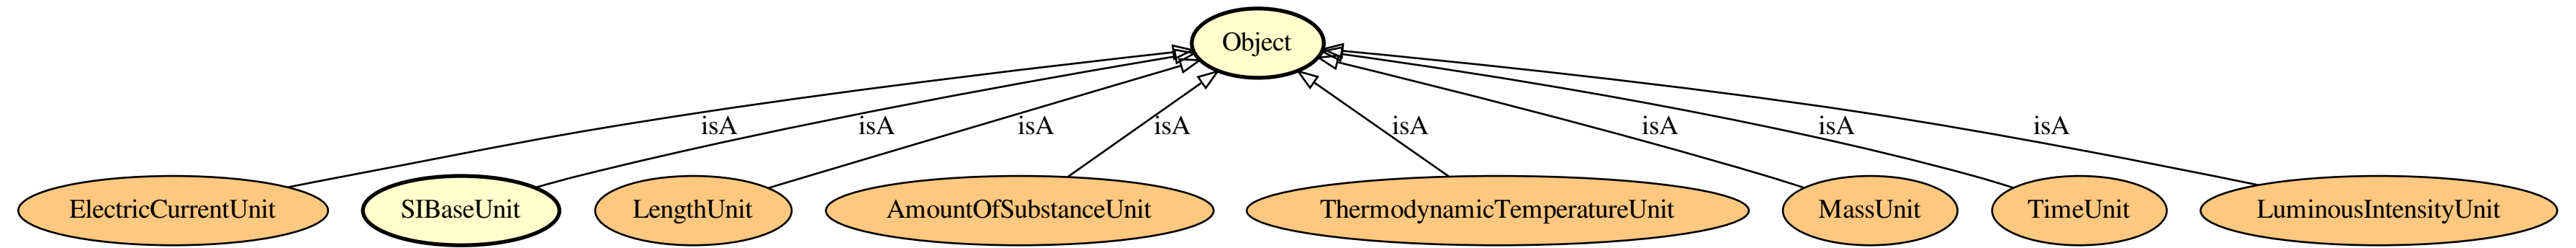 Object
isA
isA
isA
isA
isA
isA
isA
isA
ElectricCurrentUnit
SIBaseUnit
LengthUnit
AmountOfSubstanceUnit
ThermodynamicTemperatureUnit
MassUnit
TimeUnit
LuminousIntensityUnit